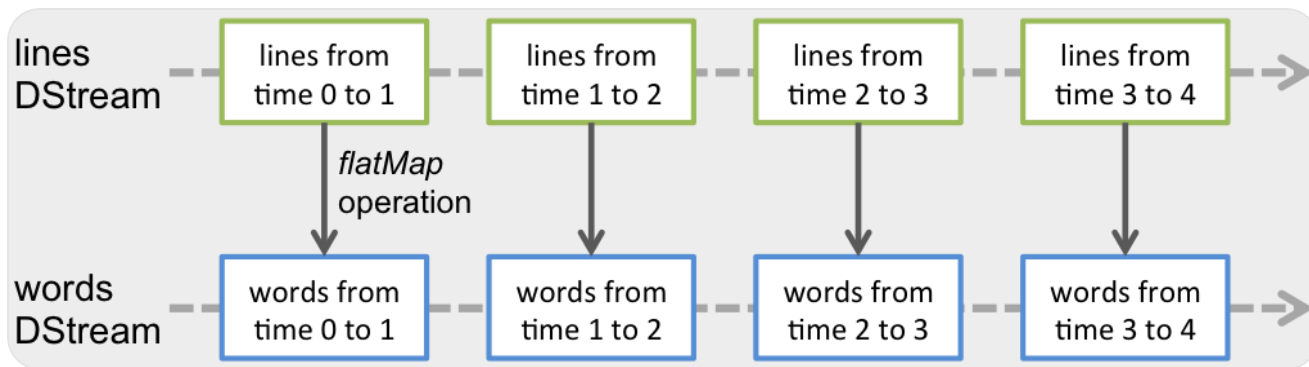 lines
DStream
lines from
time 0 to 1
lines from
time 1 to 2
lines from
time 2 to 3
lines from
time 3 to 4
flatMap
operation
words
DStream
words from
time 0 to 1
words from
time 1 to 2
words from
time 2 to 3
words from
time 3 to 4